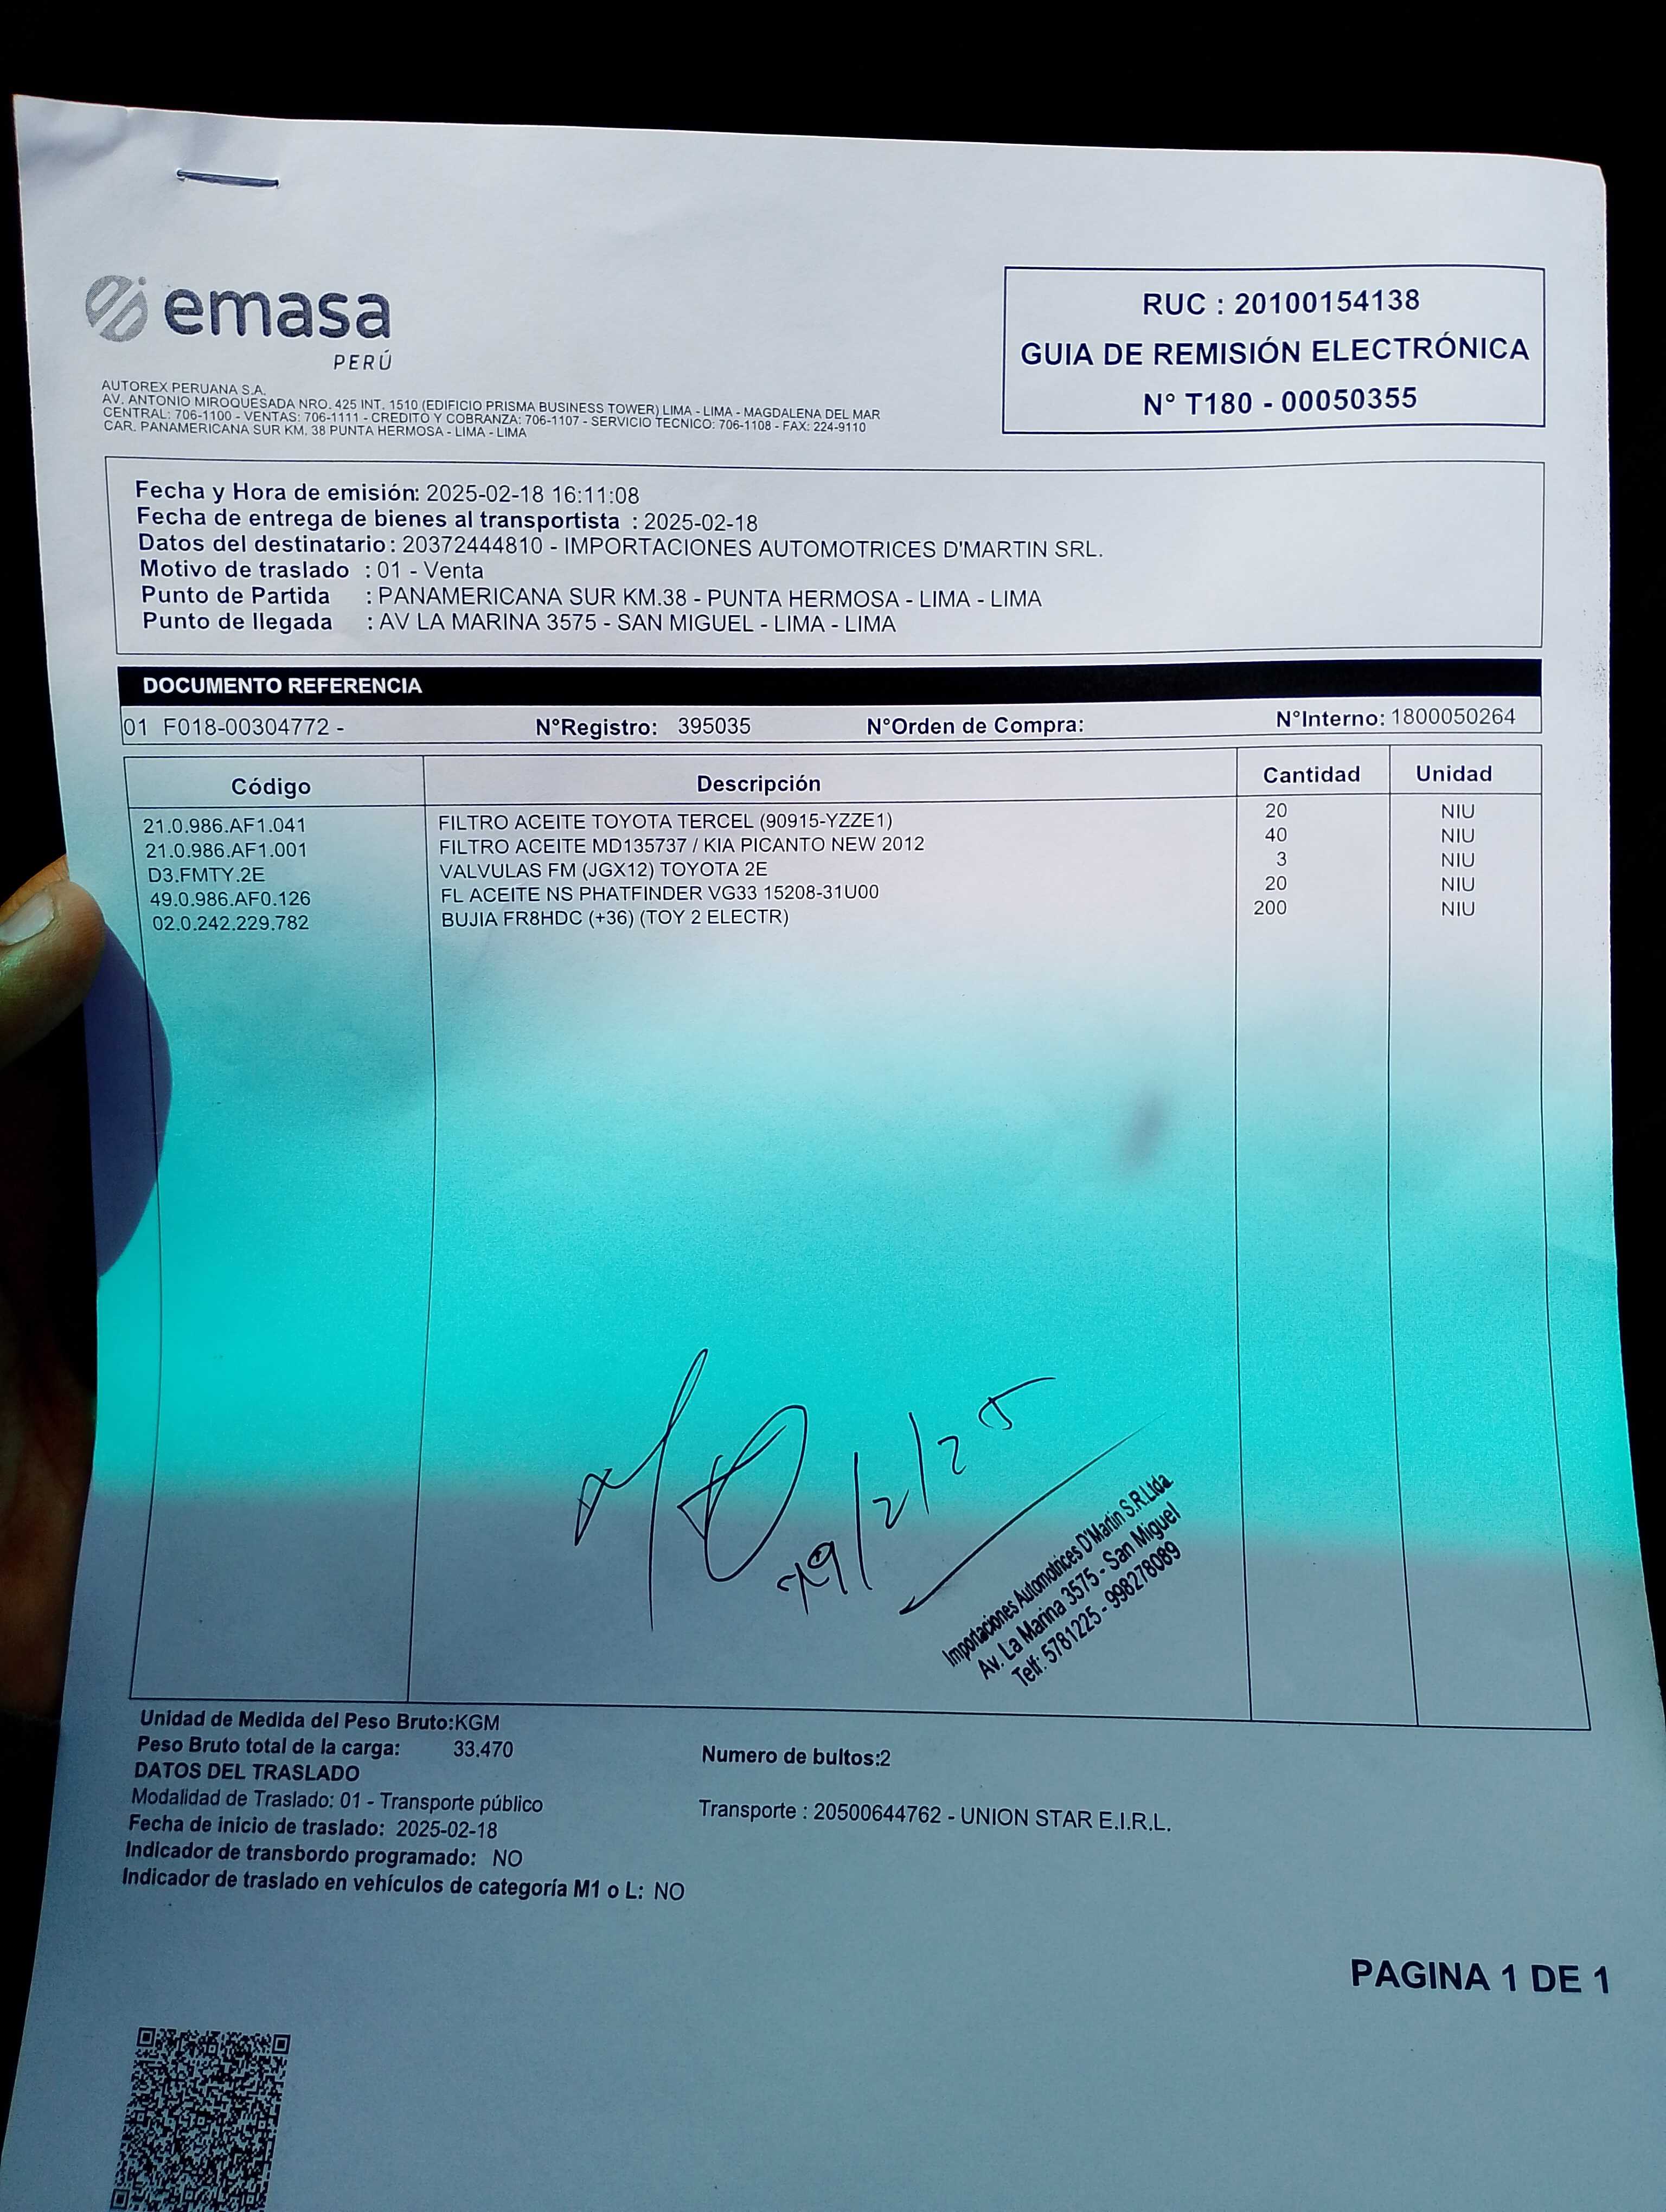 emasa
PERÚ
AUTOREX PERUANA S.A.
AV. ANTONIO MIROQUESADA NRO. 425 INT. 1510 (EDIFICIO PRISMA BUSINESS TOWER) LIMA - LIMA - MAGDALENA DEL MAR
CENTRAL: 706-1100 - VENTAS: 706-1111 - CREDITO Y COBRANZA: 706-1107 - SERVICIO TECNICO: 706-1108 - FAX: 224-9110
CAR. PANAMERICANA SUR KM. 38 PUNTA HERMOSA - LIMA - LIMA
RUC : 20100154138
GUIA DE REMISIÓN ELECTRÓNICA
N° T180 - 00050355
Fecha y Hora de emisión: 2025-02-18 16:11:08
Fecha de entrega de bienes al transportista : 2025-02-18
Datos del destinatario : 20372444810 - IMPORTACIONES AUTOMOTRICES D'MARTIN SRL.
Motivo de traslado : 01 - Venta
Punto de Partida : PANAMERICANA SUR KM.38 - PUNTA HERMOSA - LIMA - LIMA
Punto de llegada : AV LA MARINA 3575 - SAN MIGUEL - LIMA - LIMA
DOCUMENTO REFERENCIA
01 F018-00304772 - N°Registro: 395035 N°Orden de Compra: N°Interno: 1800050264
Código Descripción Cantidad Unidad
21.0.986.AF1.041 FILTRO ACEITE TOYOTA TERCEL (90915-YZZE1) 20 NIU
21.0.986.AF1.001 FILTRO ACEITE MD135737 / KIA PICANTO NEW 2012 40 NIU
D3.FMTY.2E VALVULAS FM (JGX12) TOYOTA 2E 3 NIU
49.0.986.AF0.126 FL ACEITE NS PHATFINDER VG33 15208-31U00 20 NIU
02.0.242.229.782 BUJIA FR8HDC (+36) (TOY 2 ELECTR) 200 NIU
19/2/25
Importaciones Automotrices D'Martin S.R.Ltda
Av. La Marina 3575 - San Miguel
Telf: 5781225 - 998278089
Unidad de Medida del Peso Bruto:KGM
Peso Bruto total de la carga: 33.470 Numero de bultos:2
DATOS DEL TRASLADO
Modalidad de Traslado: 01 - Transporte público Transporte : 20500644762 - UNION STAR E.I.R.L.
Fecha de inicio de traslado: 2025-02-18
Indicador de transbordo programado: NO
Indicador de traslado en vehículos de categoría M1 o L: NO
PAGINA 1 DE 1